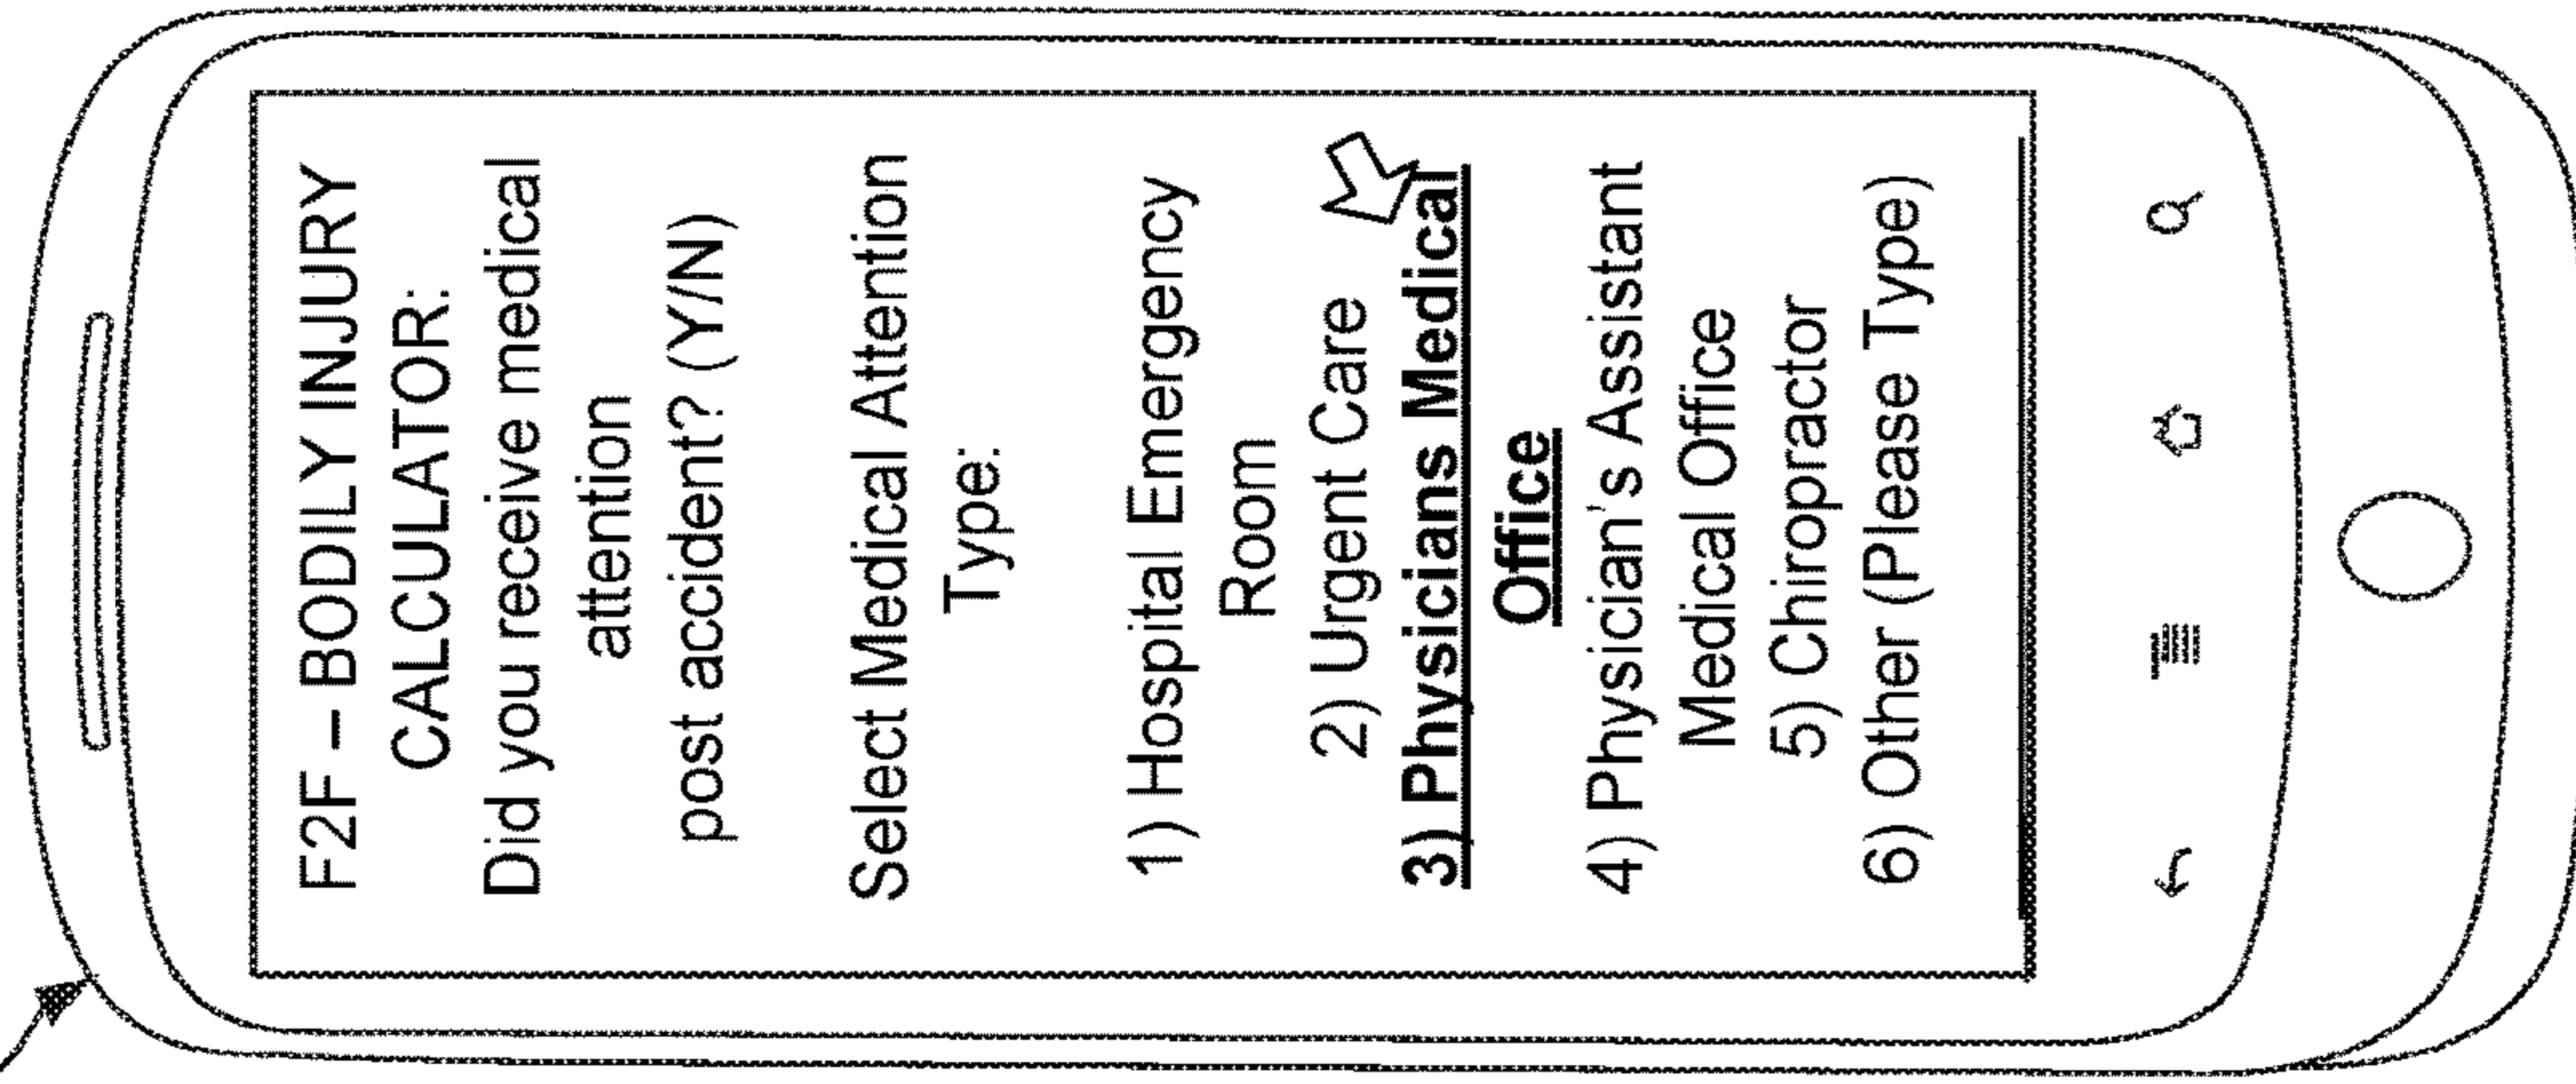 F2F – BODILY INJURY
CALCULATOR:
Did you receive medical
attention
post accident? (Y/N)
Select Medical Attention
Type:
1) Hospital Emergency
Room
2) Urgent Care
3) Physicians Medical
Office
4) Physician's Assistant
Medical Office
5) Chiropractor
6) Other (Please Type)